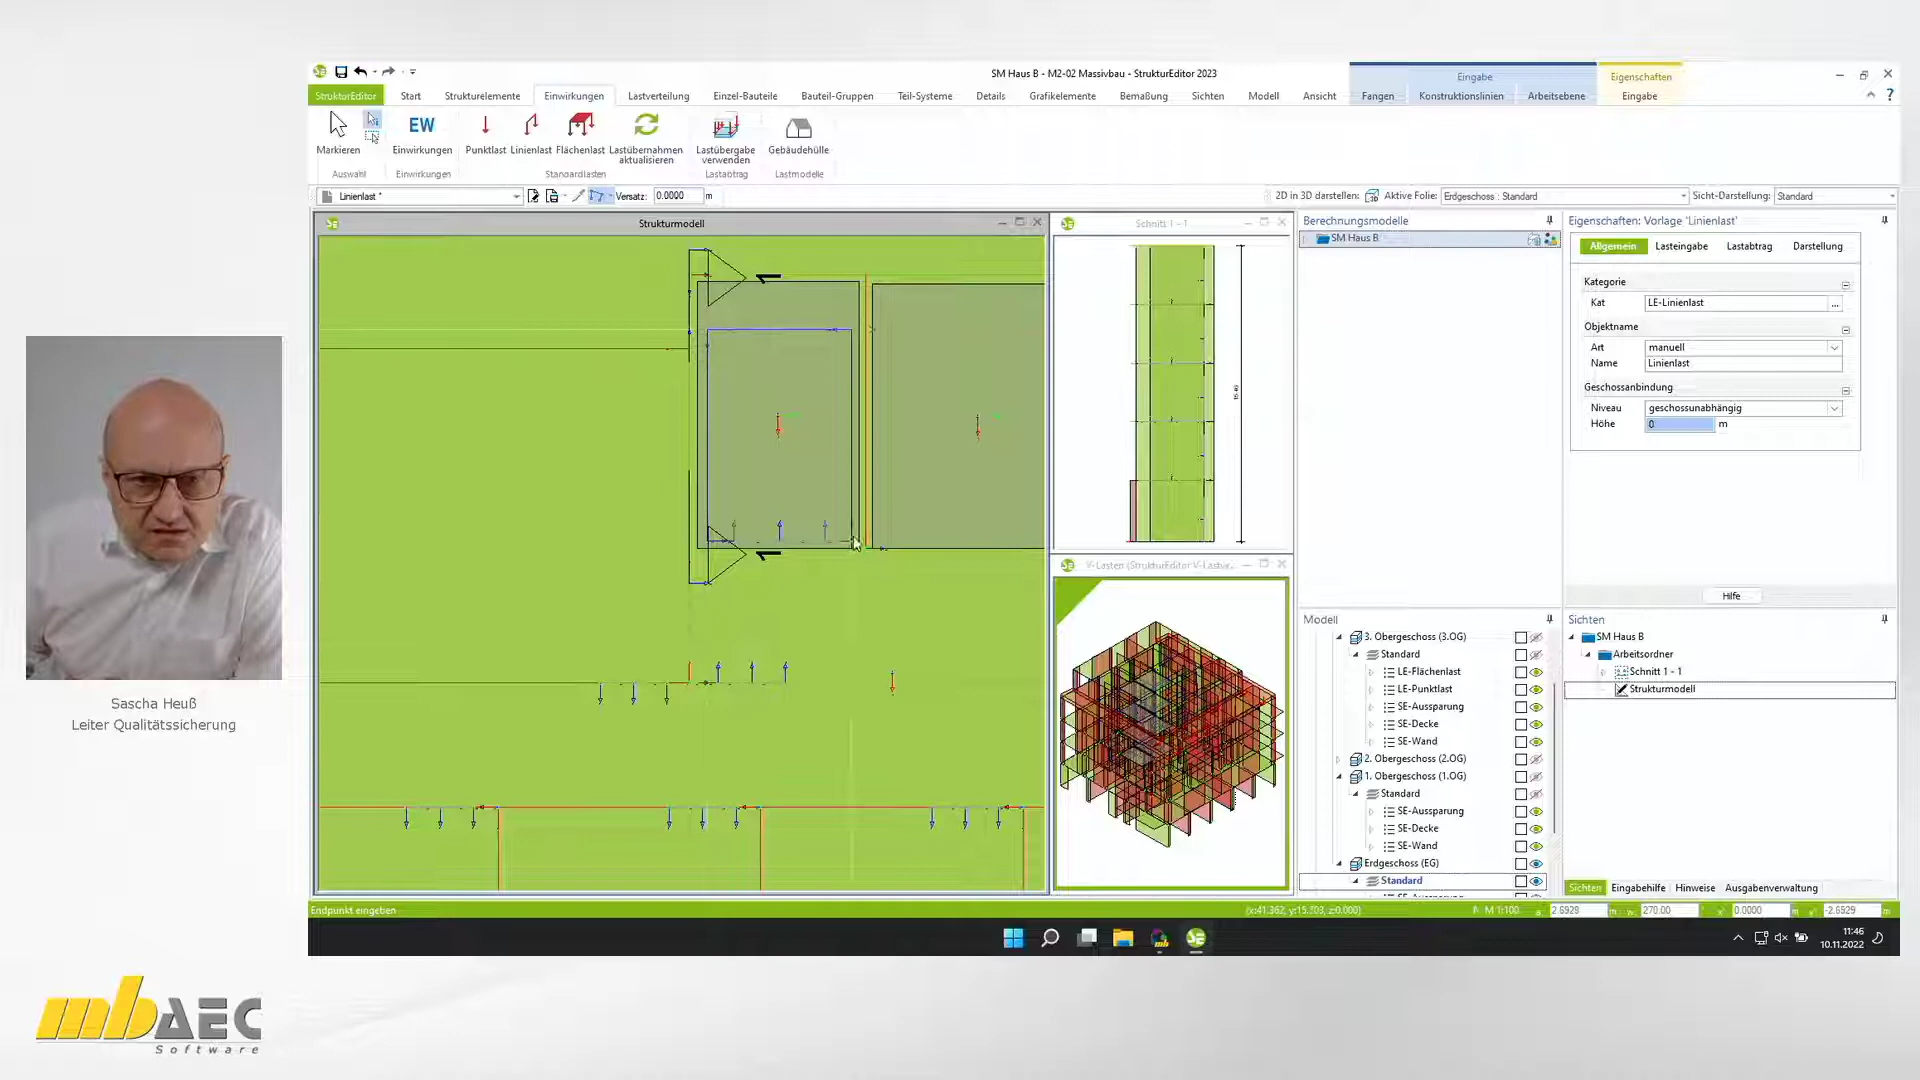 SM Haus B - M2-02 Massivbau - StrukturEditor 2023
Eingabe
Eigenschaften
StrukturEditor
Start
Strukturelemente
Einwirkungen
Lastverteilung
Einzel-Bauteile
Bauteil-Gruppen
Teil-Systeme
Details
Grafikelemente
Bemaßung
Sichten
Modell
Ansicht
Fangen
Konstruktionslinien
Arbeitsebene
Eingabe
EW
Markieren
Einwirkungen
Punktlast
Linienlast
Flächenlast
Lastübernahmen aktualisieren
Lastübergabe verwenden
Gebäudehülle
Auswahl
Einwirkungen
Standardlasten
Lastabtrag
Lastmodelle
Linienlast *
Versatz:
0.0000
m
2D in 3D darstellen:
Aktive Folie:
Erdgeschoss : Standard
Sicht-Darstellung:
Standard
Strukturmodell
1
1
Schnitt 1 - 1
Berechnungsmodelle
SM Haus B
Eigenschaften: Vorlage 'Linienlast'
Allgemein
Lasteingabe
Lastabtrag
Darstellung
Kategorie
Kat
LE-Linienlast
...
Objektname
Art
manuell
Name
Linienlast
Geschossanbindung
Niveau
geschossunabhängig
Höhe
0
m
Hilfe
Modell
3. Obergeschoss (3.OG)
Standard
LE-Flächenlast
LE-Punktlast
SE-Aussparung
SE-Decke
SE-Wand
2. Obergeschoss (2.OG)
1. Obergeschoss (1.OG)
Standard
SE-Aussparung
SE-Decke
SE-Wand
Erdgeschoss (EG)
Standard
Sichten
SM Haus B
Arbeitsordner
Schnitt 1 - 1
Strukturmodell
Sichten
Eingabehilfe
Hinweise
Ausgabenverwaltung
Endpunkt eingeben
(x:41.362, y:15.303, z:0.000)
M 1:100
2.6929
270.00
0.0000
-2.6929
11:46
10.11.2022
Sascha Heuß
Leiter Qualitätssicherung
mbAEC
Software